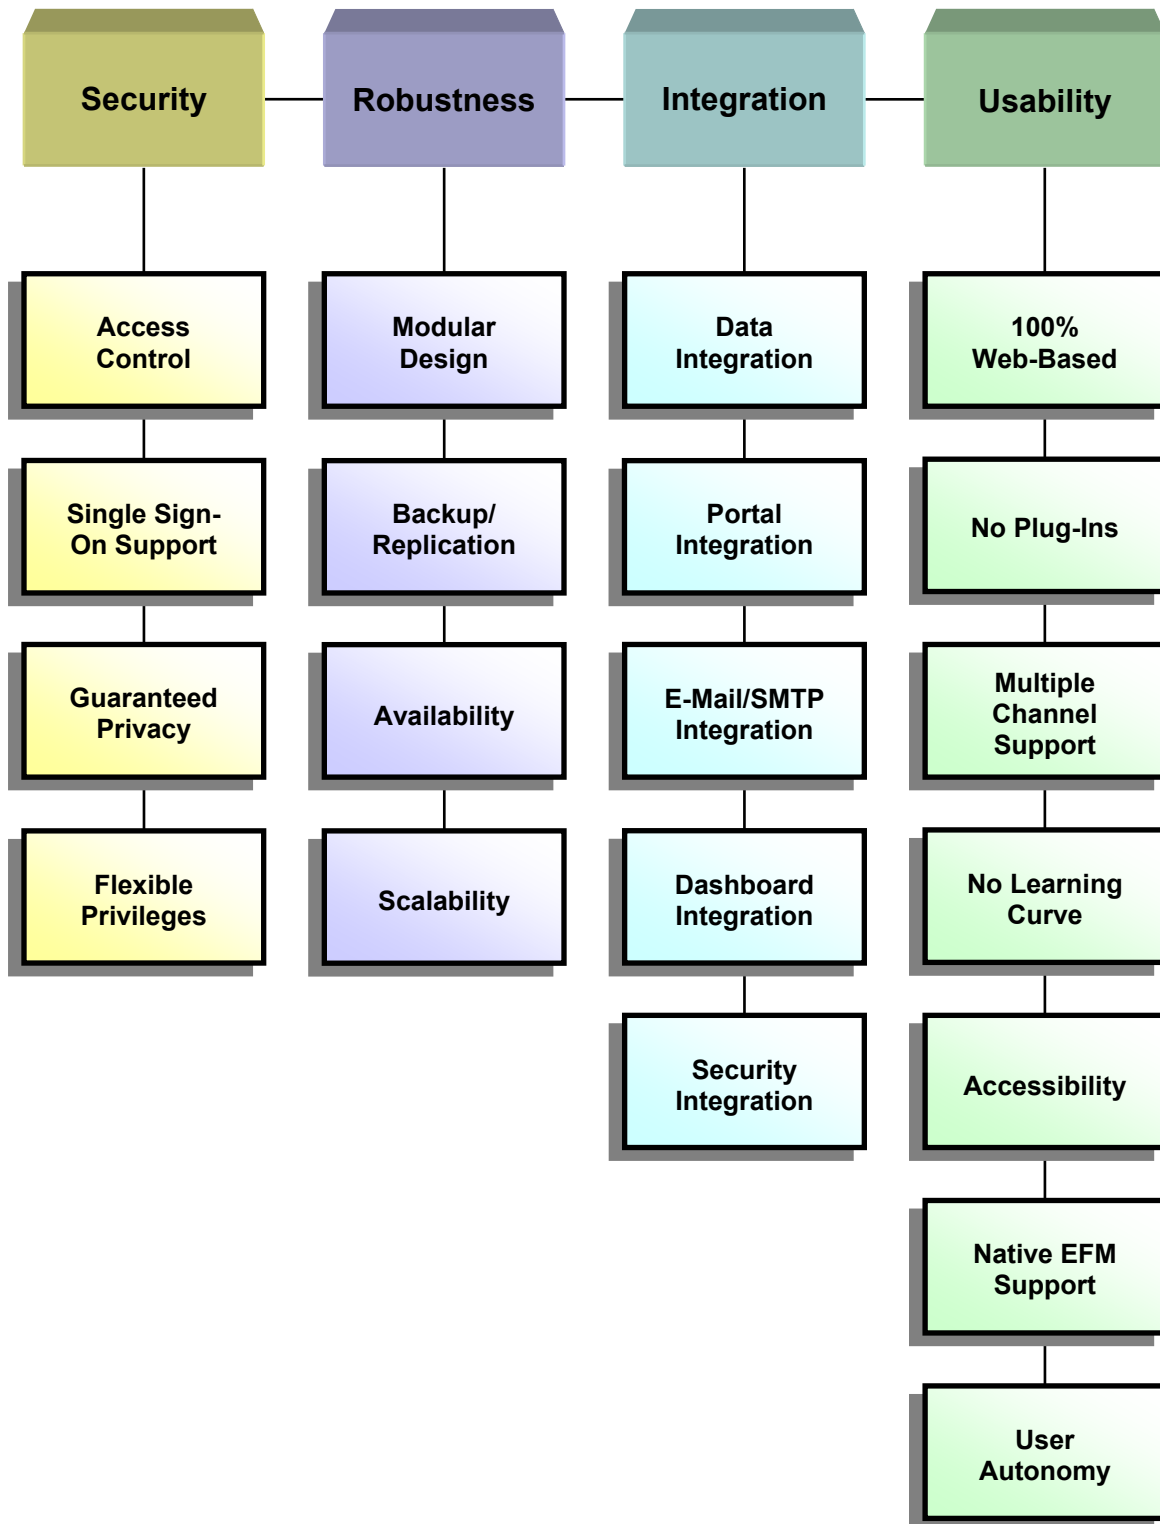 Security
Robustness
Integration
Usability
Access
Control
Single Sign-
On Support
Guaranteed
Privacy
Flexible
Privileges
Modular
Design
Backup/
Replication
Availability
Scalability
Data
Integration
Portal
Integration
E-Mail/SMTP
Integration
Dashboard
Integration
Security
Integration
100%
Web-Based
No Plug-Ins
Multiple
Channel
Support
No Learning
Curve
Accessibility
Native EFM
Support
User
Autonomy